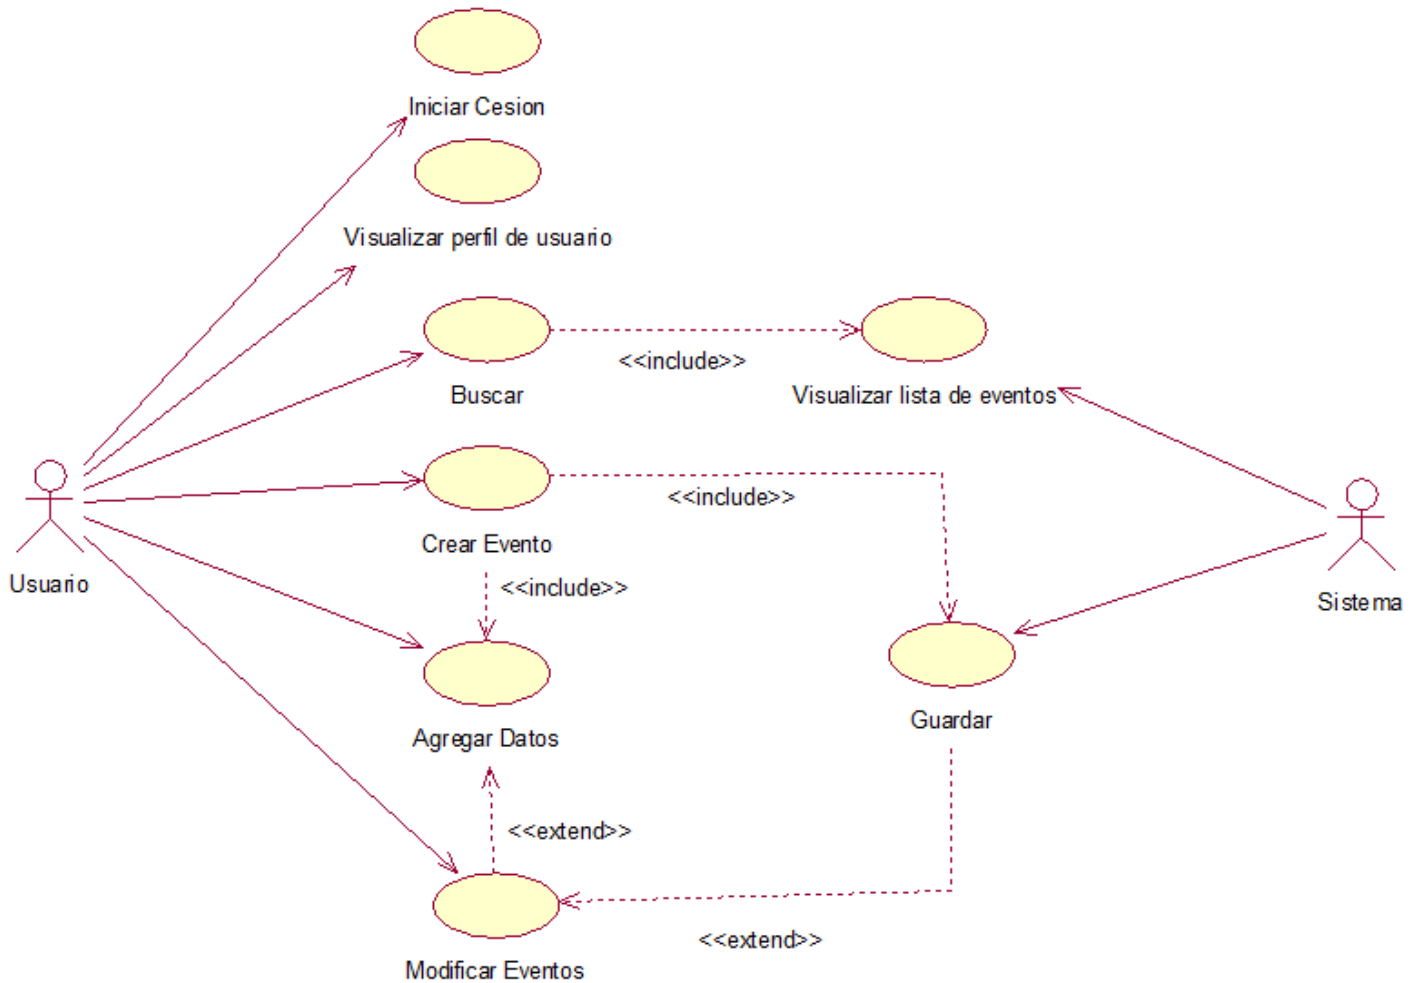 Iniciar Cesion
Visualizar perfil de usuario
<<include>>
Buscar
Visualizar lista de eventos
<<include>>
Crear Evento
Usuario
<<include>>
Sistema
Guardar
Agregar Datos
<<extend>>
<<extend>>
Modificar Eventos